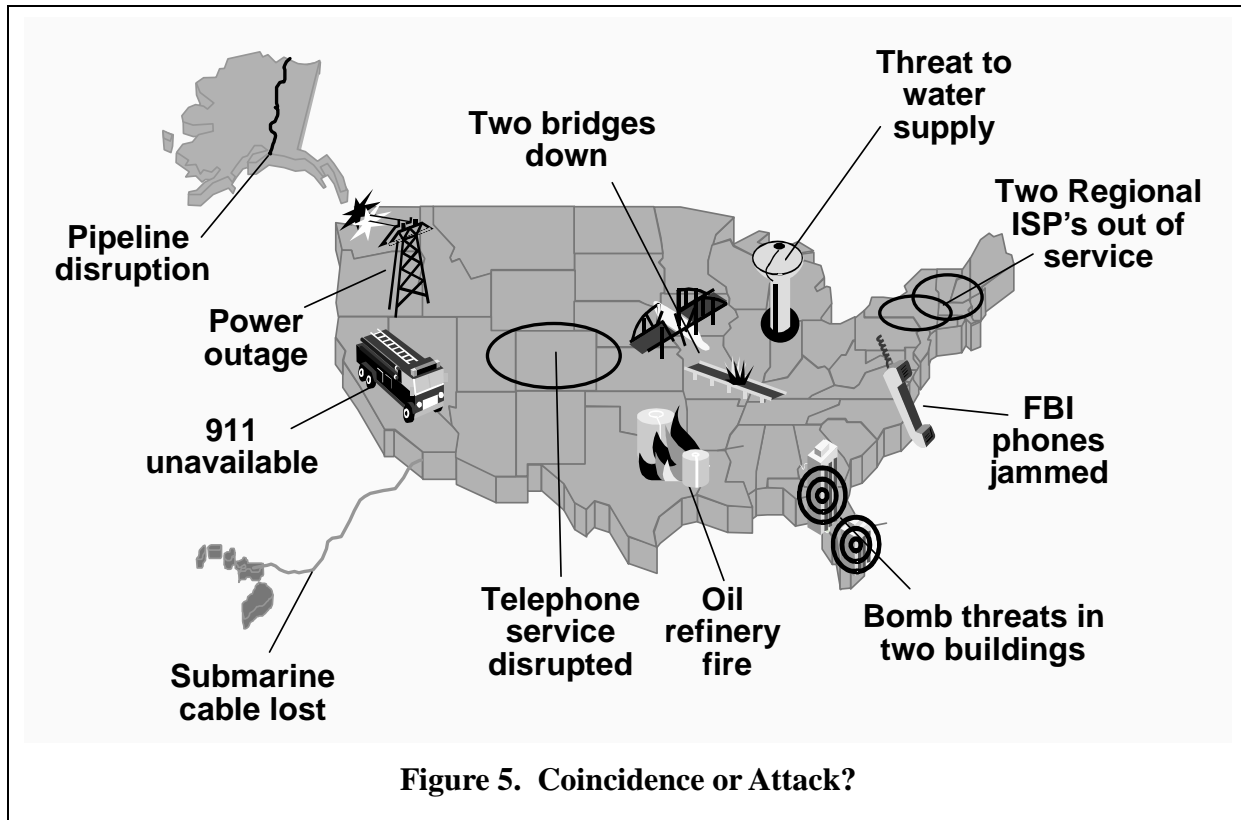 Threat to
water
supply
Two bridges
down
Two Regional
ISP's out of
service
Pipeline
disruption
Power
outage
911
unavailable
FBI
phones
jammed
Telephone
service
disrupted
Oil
refinery
fire
Bomb threats in
two buildings
Submarine
cable lost
Figure 5. Coincidence or Attack?